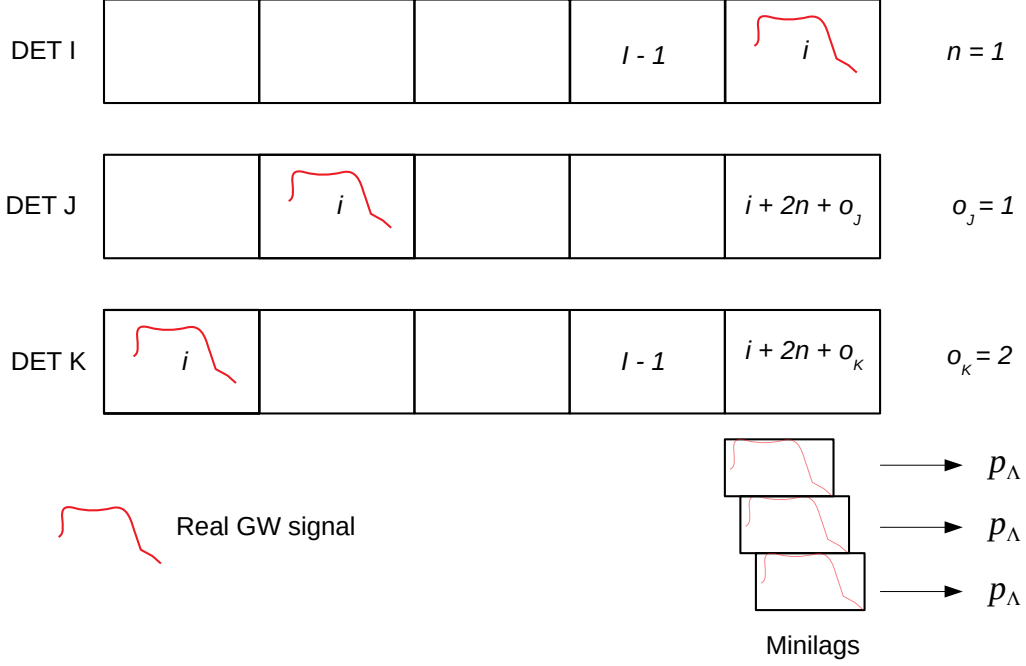 DET I I - 1 i n = 1
DET J i i + 2n + o_J o_J = 1
DET K i I - 1 i + 2n + o_K o_K = 2
p_Λ
Real GW signal p_Λ
p_Λ
Minilags